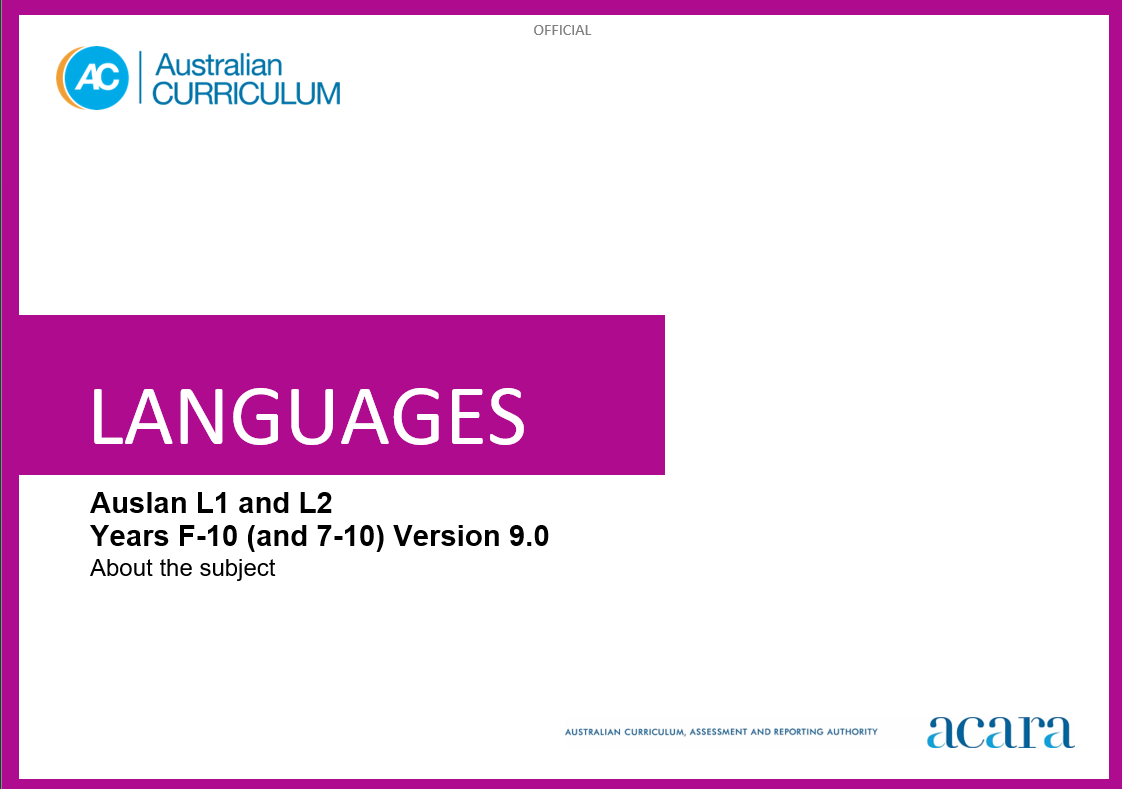 OFFICIAL
AC
Australian
CURRICULUM
LANGUAGES
Auslan L1 and L2
Years F-10 (and 7-10) Version 9.0
About the subject
AUSTRALIAN CURRICULUM, ASSESSMENT AND REPORTING AUTHORITY
acara